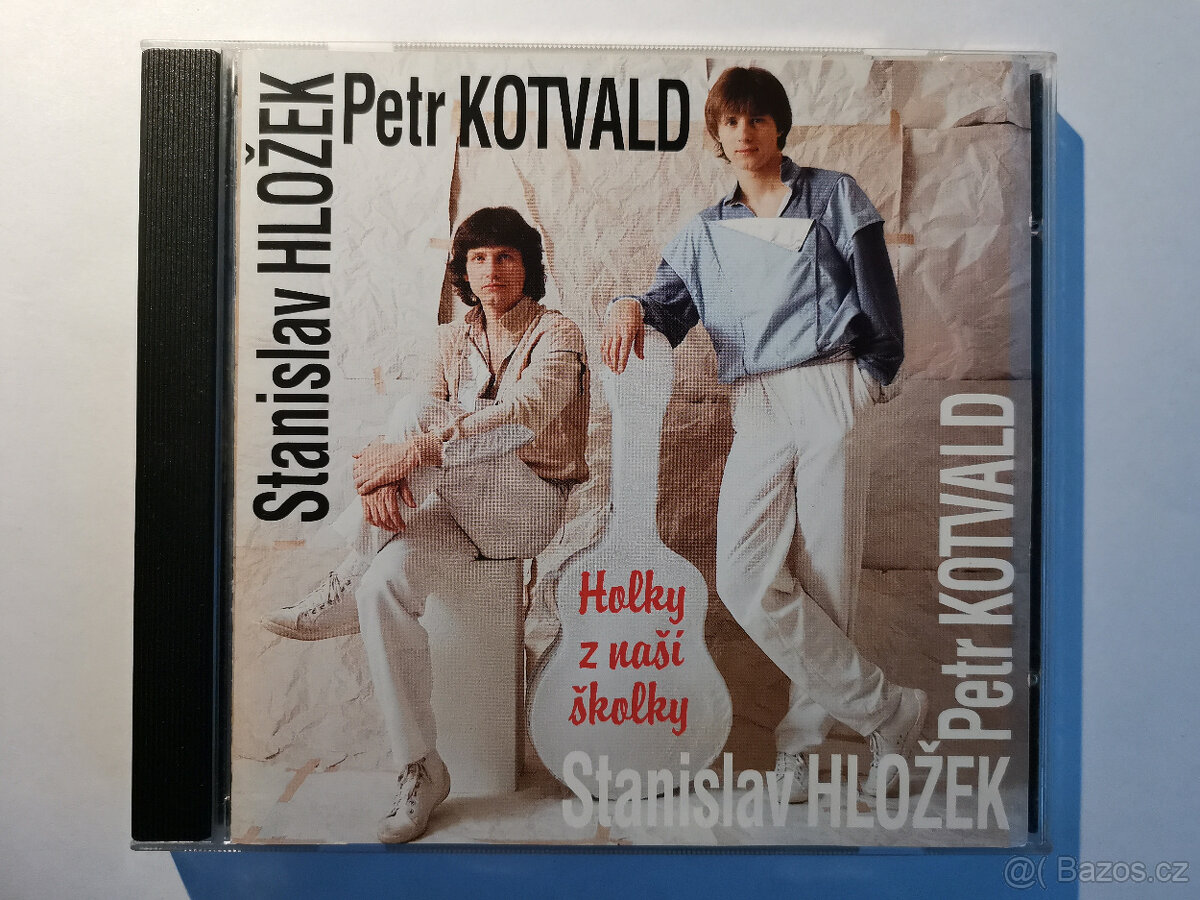 Stanislav HLOŽEK
Petr KOTVALD
Holky
z naší
školky
Petr KOTVALD
Stanislav HLOŽEK
@( Bazos.cz